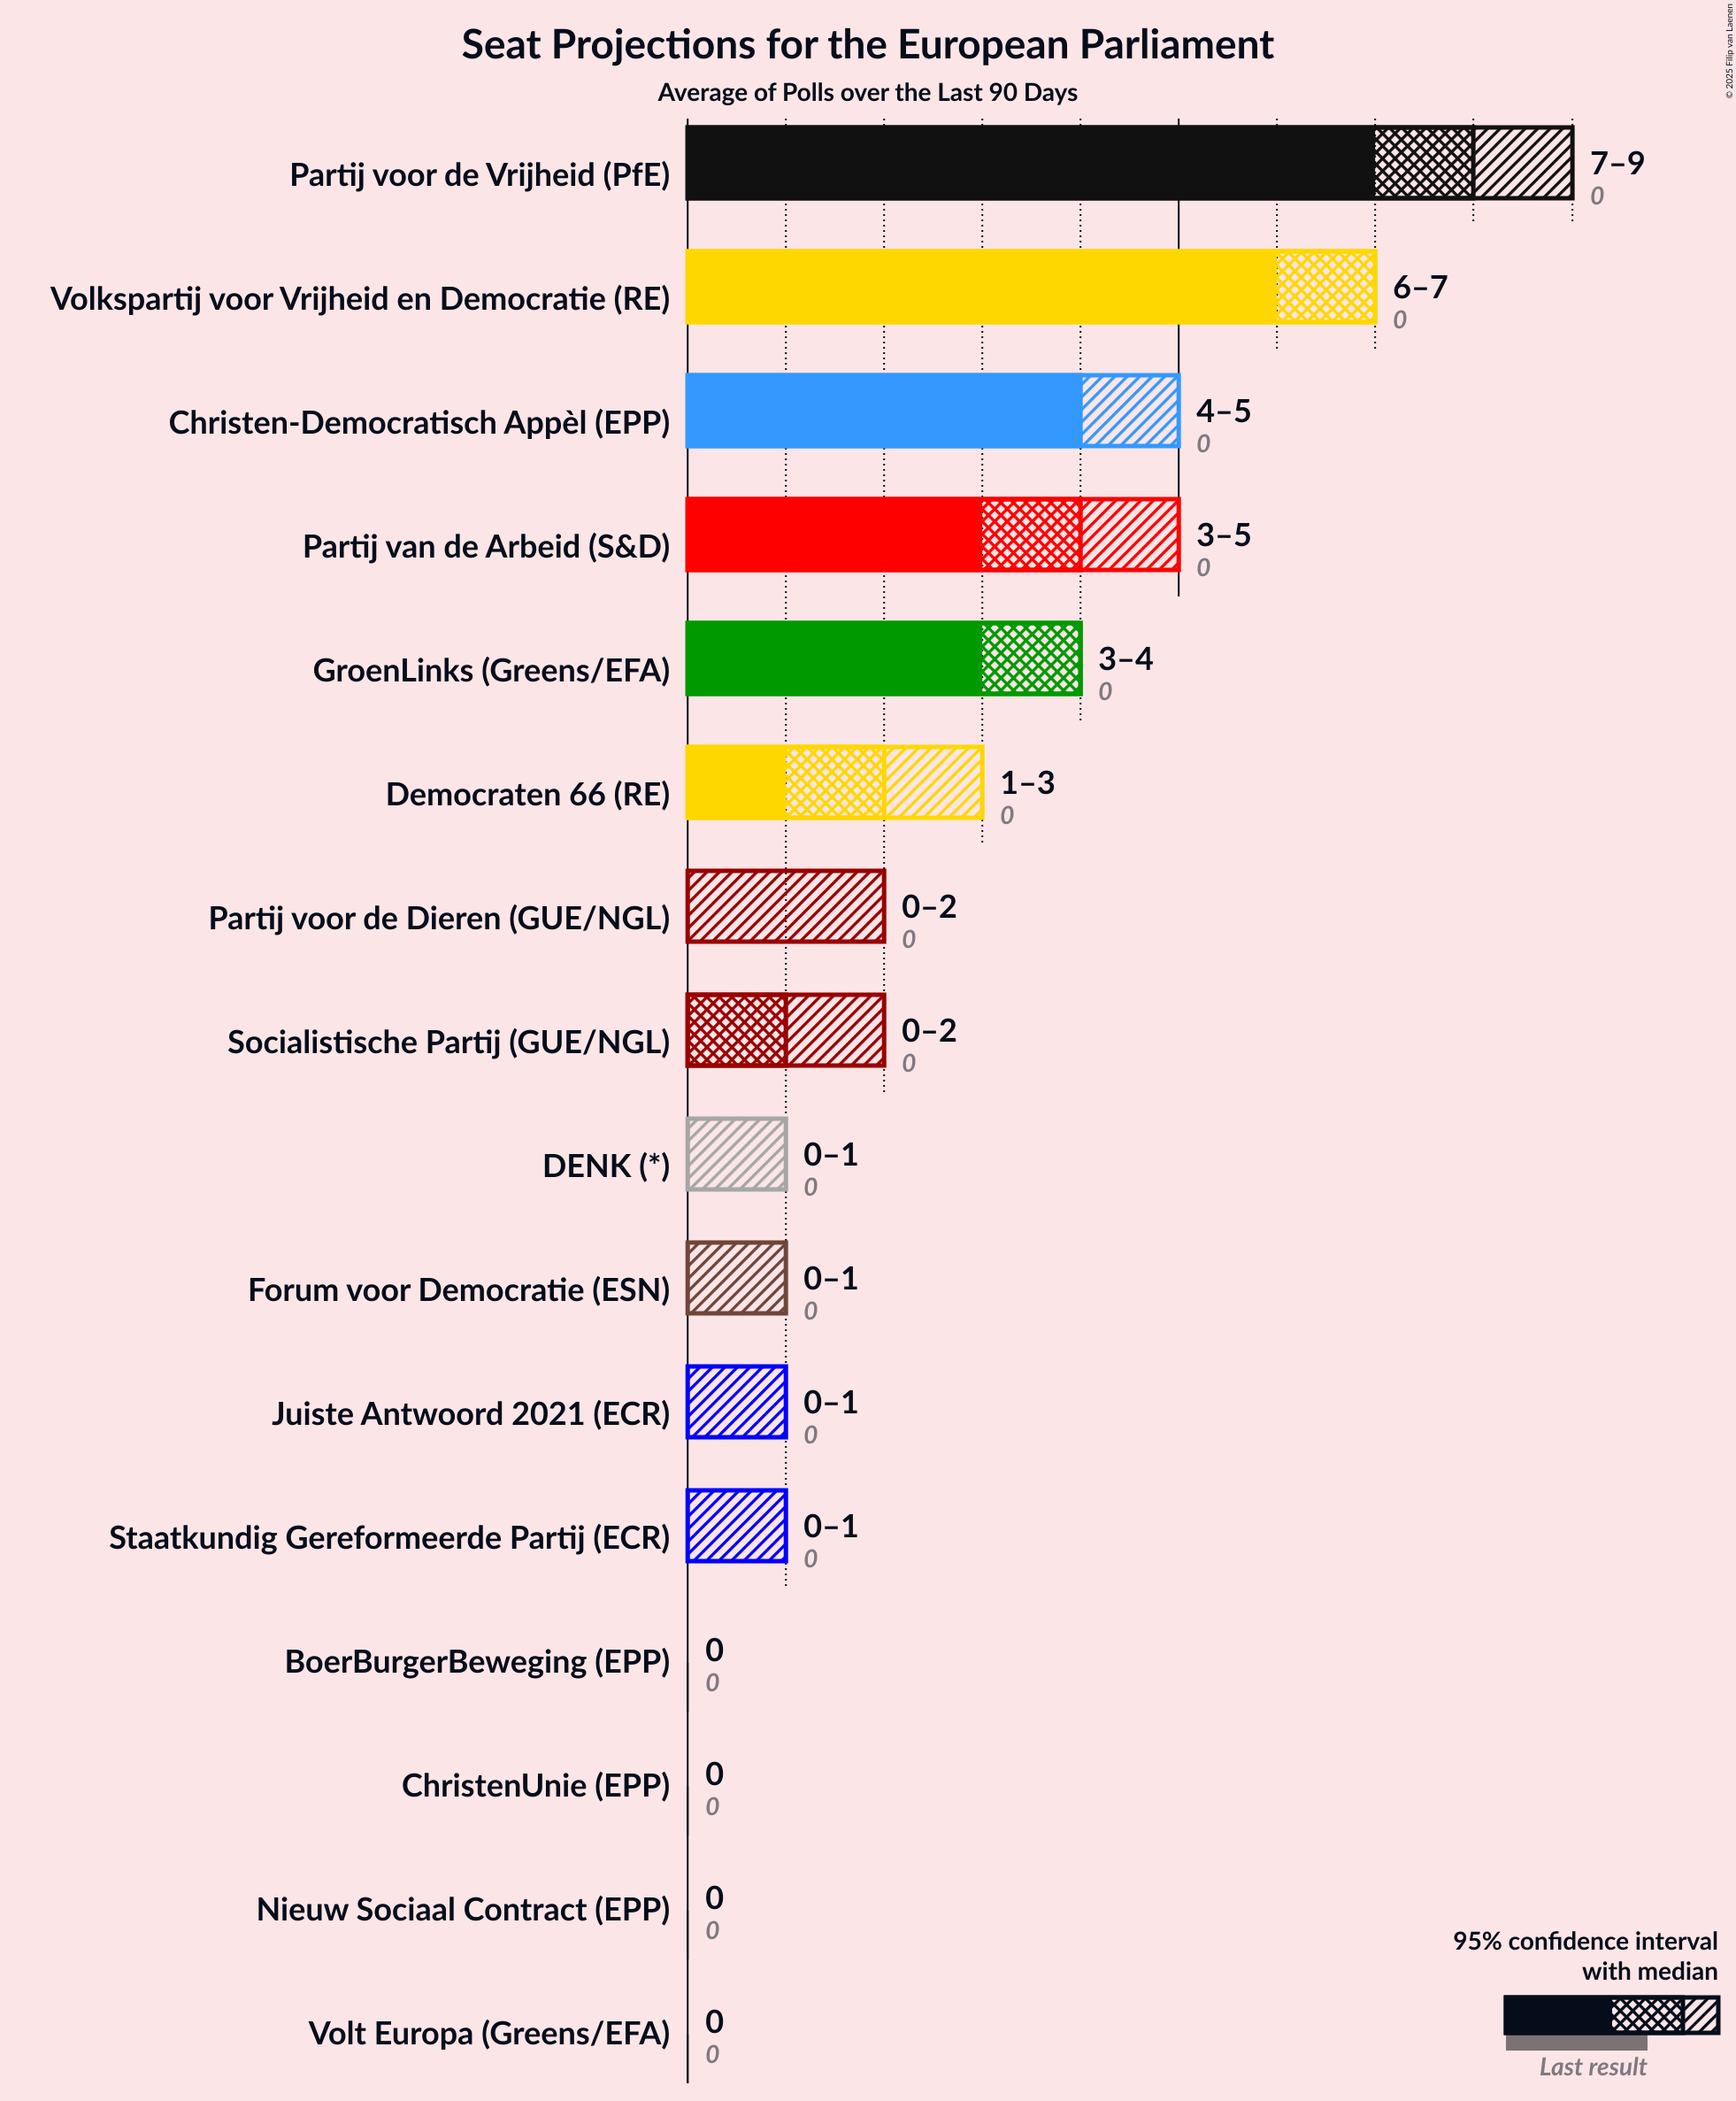 © 2025 Filip van Laenen
Seat Projections for the European Parliament
Average of Polls over the Last 90 Days
Partij voor de Vrijheid (PfE)
7–9
0
Volkspartij voor Vrijheid en Democratie (RE)
6–7
0
Christen-Democratisch Appèl (EPP)
4–5
0
Partij van de Arbeid (S&D)
3–5
0
GroenLinks (Greens/EFA)
3–4
0
Democraten 66 (RE)
1–3
0
Partij voor de Dieren (GUE/NGL)
0–2
0
Socialistische Partij (GUE/NGL)
0–2
0
DENK (*)
0–1
0
Forum voor Democratie (ESN)
0–1
0
Juiste Antwoord 2021 (ECR)
0–1
0
Staatkundig Gereformeerde Partij (ECR)
0–1
0
BoerBurgerBeweging (EPP)
0
0
ChristenUnie (EPP)
0
0
Nieuw Sociaal Contract (EPP)
0
0
Volt Europa (Greens/EFA)
0
0
95% confidence interval
with median
Last result